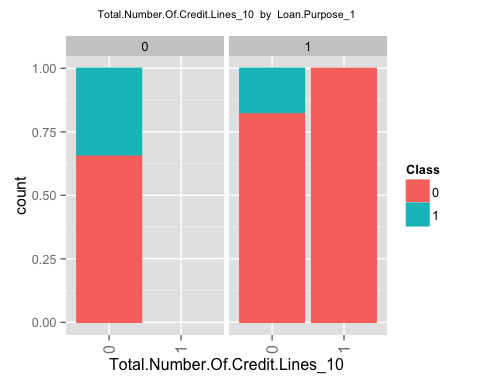 Total.Number.Of.Credit.Lines_10 by Loan.Purpose_1
0 1
1.00
0.75
0.50
0.25
0.00
count
0 1 0 1
Total.Number.Of.Credit.Lines_10
Class
0
1